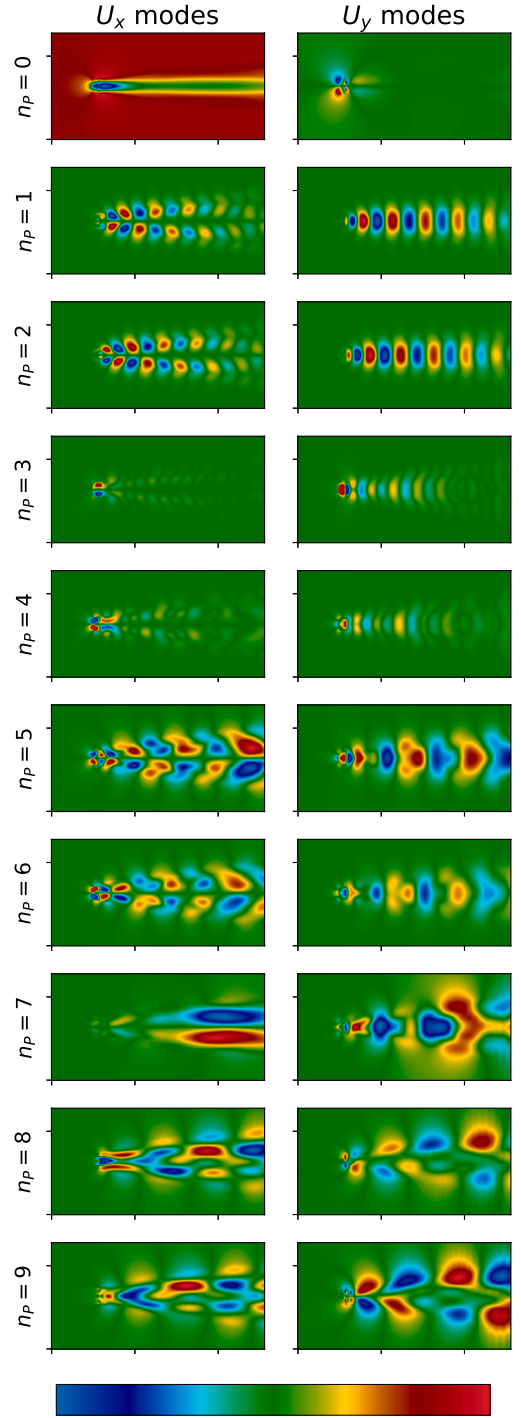 U_x modes U_y modes
n_P = 0
n_P = 1
n_P = 2
n_P = 3
n_P = 4
n_P = 5
n_P = 6
n_P = 7
n_P = 8
n_P = 9